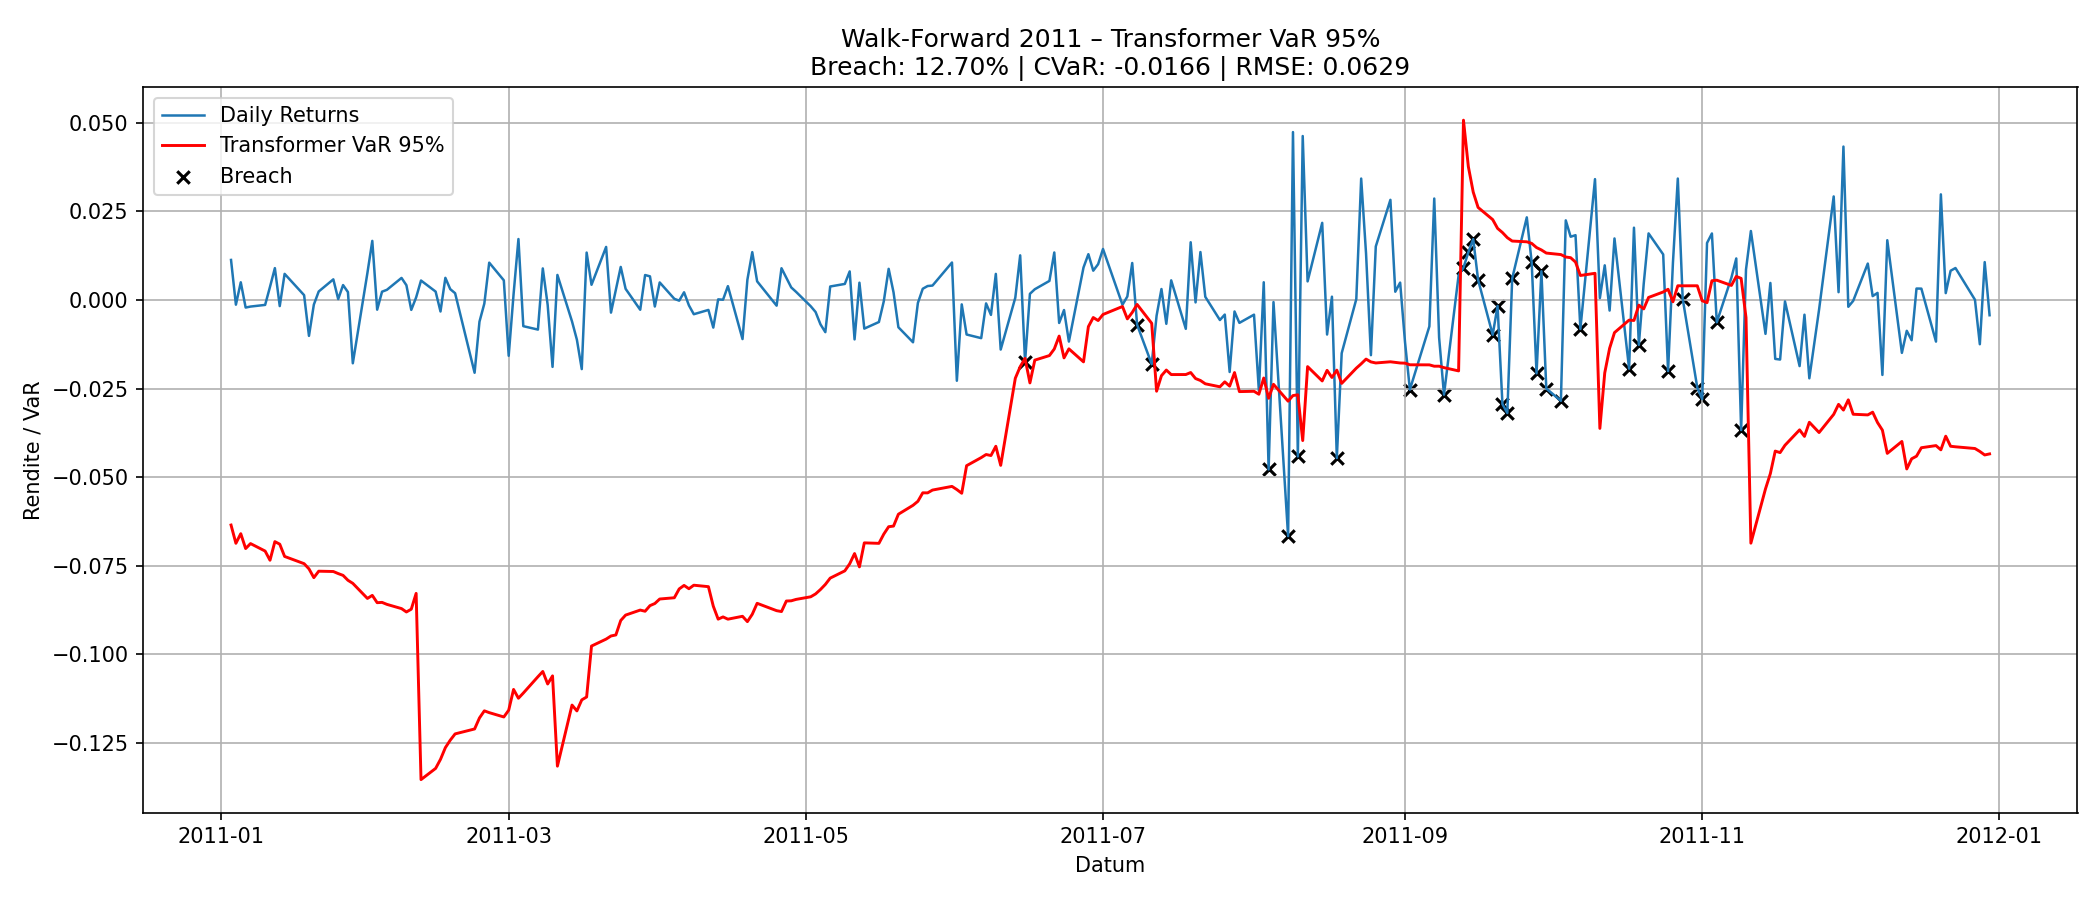 Walk-Forward 2011 – Transformer VaR 95%
Breach: 12.70% | CVaR: -0.0166 | RMSE: 0.0629
Daily Returns
Transformer VaR 95%
Breach
Rendite / VaR
0.050
0.025
0.000
−0.025
−0.050
−0.075
−0.100
−0.125
2011-01
2011-03
2011-05
2011-07
2011-09
2011-11
2012-01
Datum